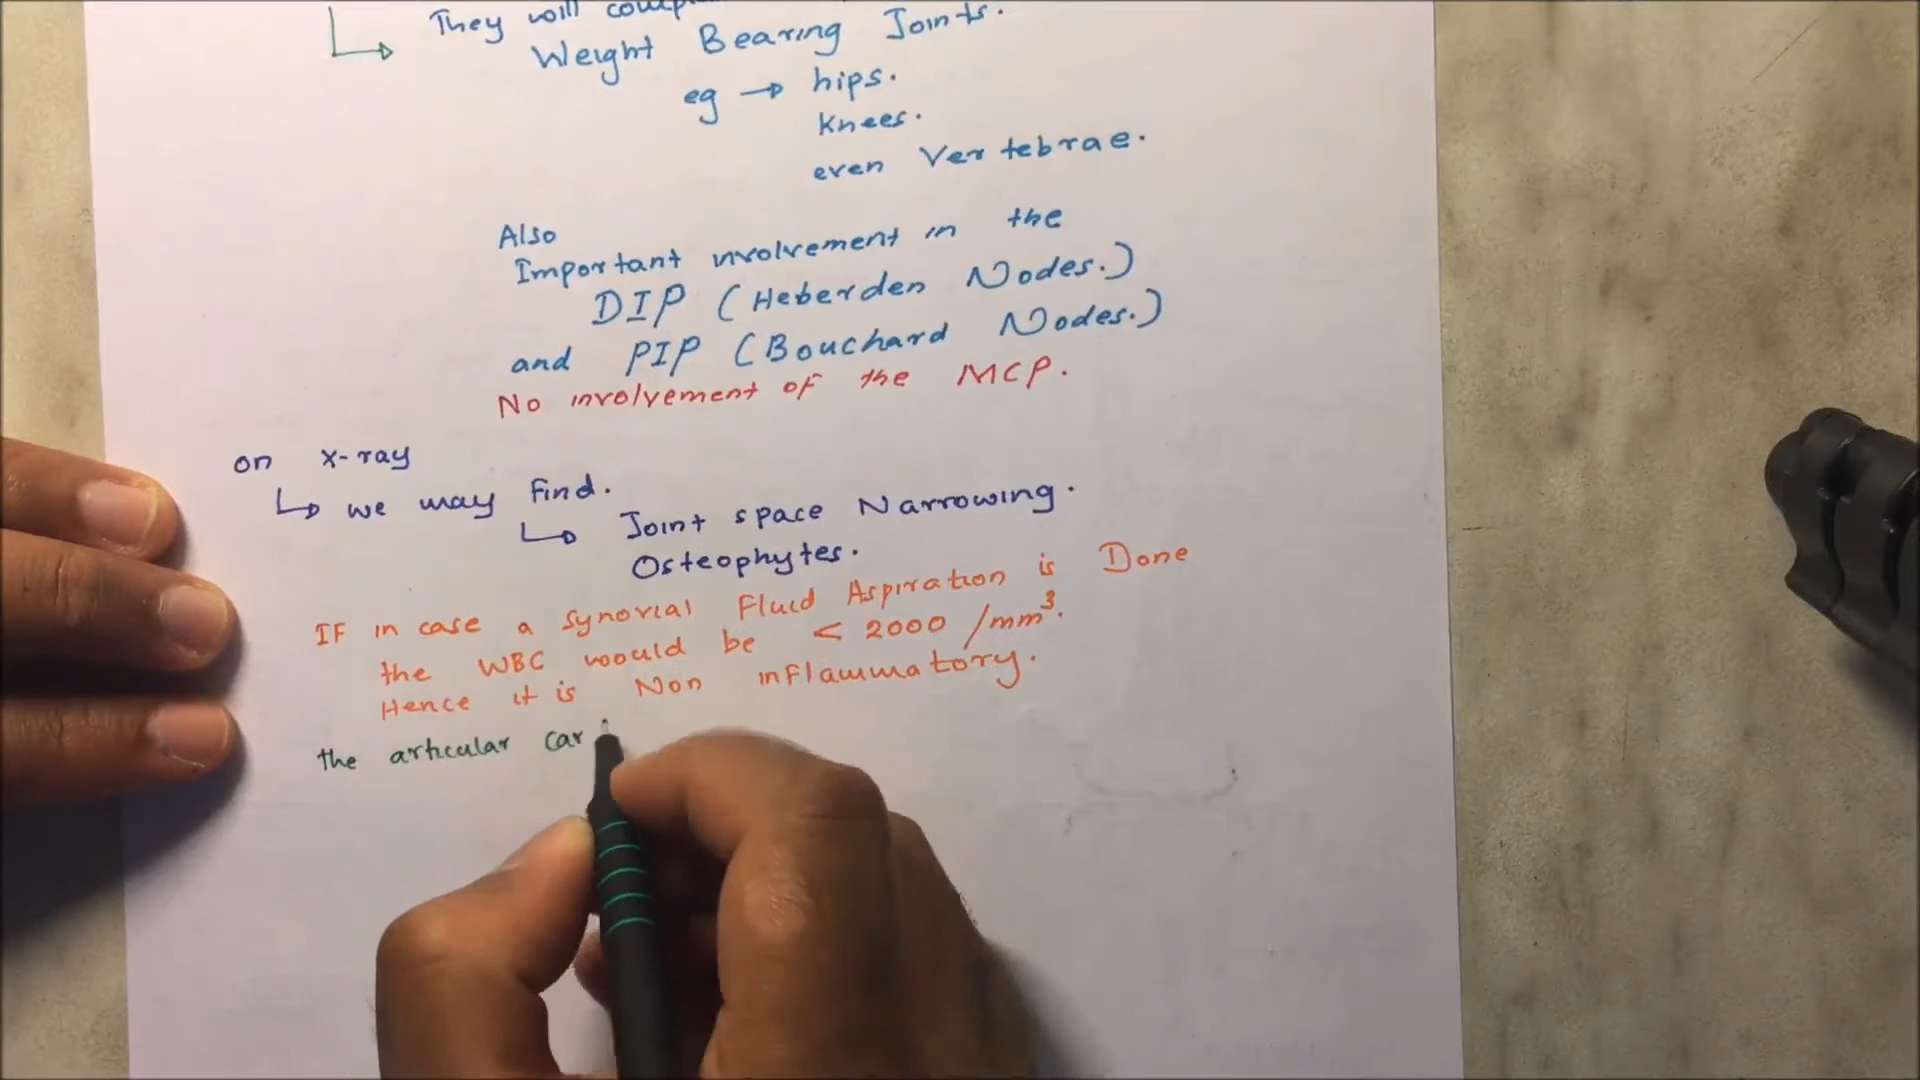 They will
Weight Bearing Joints.
eg → hips.
knees.
even Vertebrae.
Also
Important involvement in the
DIP (Heberden Nodes.)
and PIP (Bouchard Nodes.)
No involvement of the MCP.
on x-ray
↳ we may find.
↳ Joint space Narrowing.
Osteophytes.
IF in case a synovial Fluid Aspiration is Done
the WBC would be < 2000 /mm³.
Hence it is Non inflammatory.
the articular car